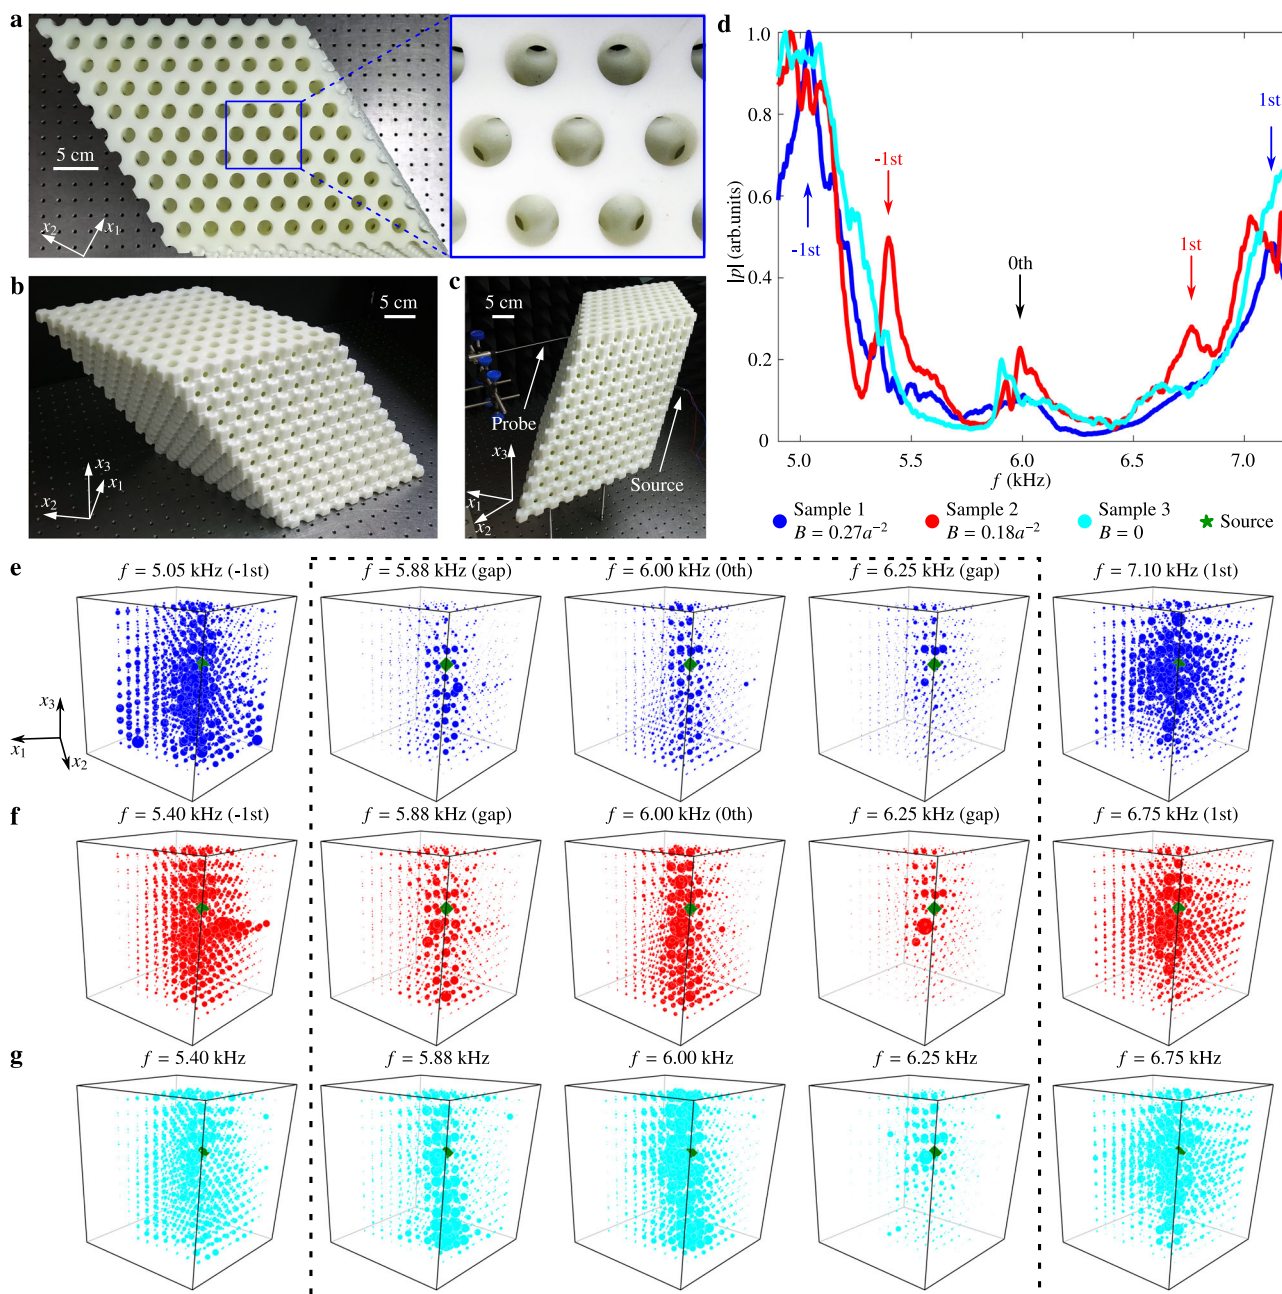 a
5 cm
x2
x1
b
5 cm
x3
x1
x2
c
5 cm
Probe
Source
x3
x1
x2
d
|p| (arb.units)
1.0
0.8
0.6
0.4
0.2
0
-1st
-1st
0th
1st
1st
5.0 5.5 6.0 6.5 7.0
f (kHz)
Sample 1 Sample 2 Sample 3 Source
B = 0.27a⁻² B = 0.18a⁻² B = 0
e
f = 5.05 kHz (-1st) f = 5.88 kHz (gap) f = 6.00 kHz (0th) f = 6.25 kHz (gap) f = 7.10 kHz (1st)
x3
x1
x2
f
f = 5.40 kHz (-1st) f = 5.88 kHz (gap) f = 6.00 kHz (0th) f = 6.25 kHz (gap) f = 6.75 kHz (1st)
g
f = 5.40 kHz f = 5.88 kHz f = 6.00 kHz f = 6.25 kHz f = 6.75 kHz